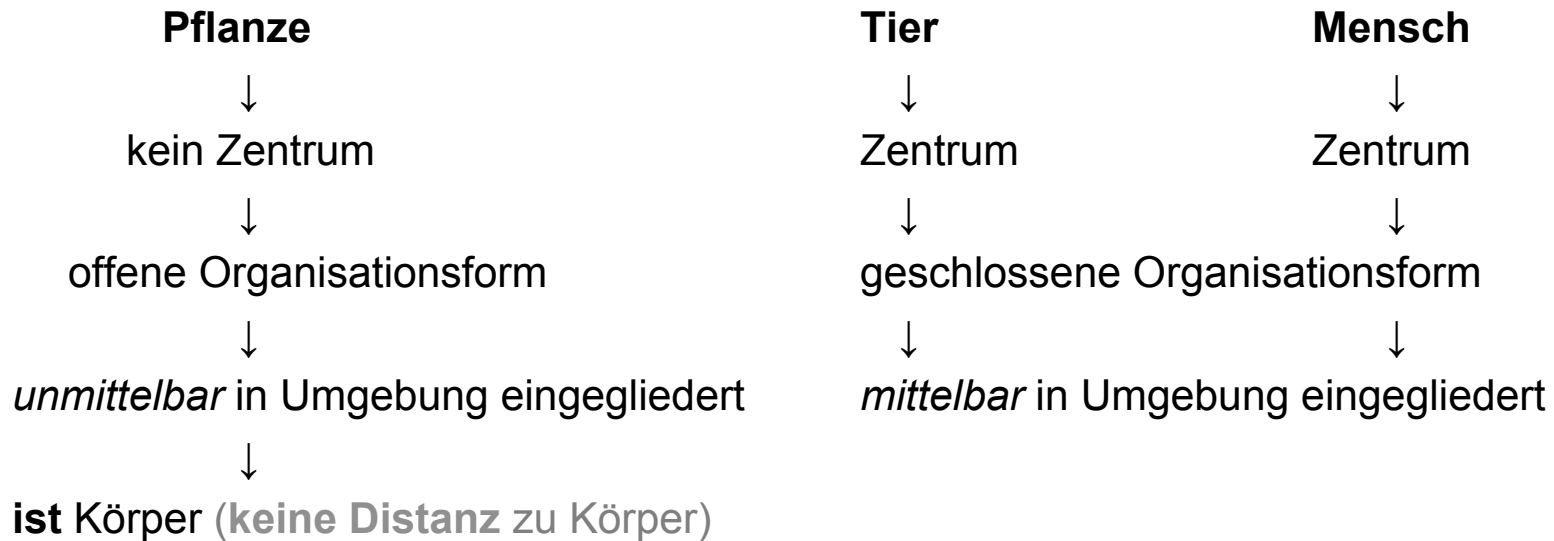 Pflanze Tier Mensch
↓ ↓ ↓
kein Zentrum Zentrum Zentrum
↓ ↓ ↓
offene Organisationsform geschlossene Organisationsform
↓ ↓ ↓
unmittelbar in Umgebung eingegliedert mittelbar in Umgebung eingegliedert
↓
ist Körper (keine Distanz zu Körper)